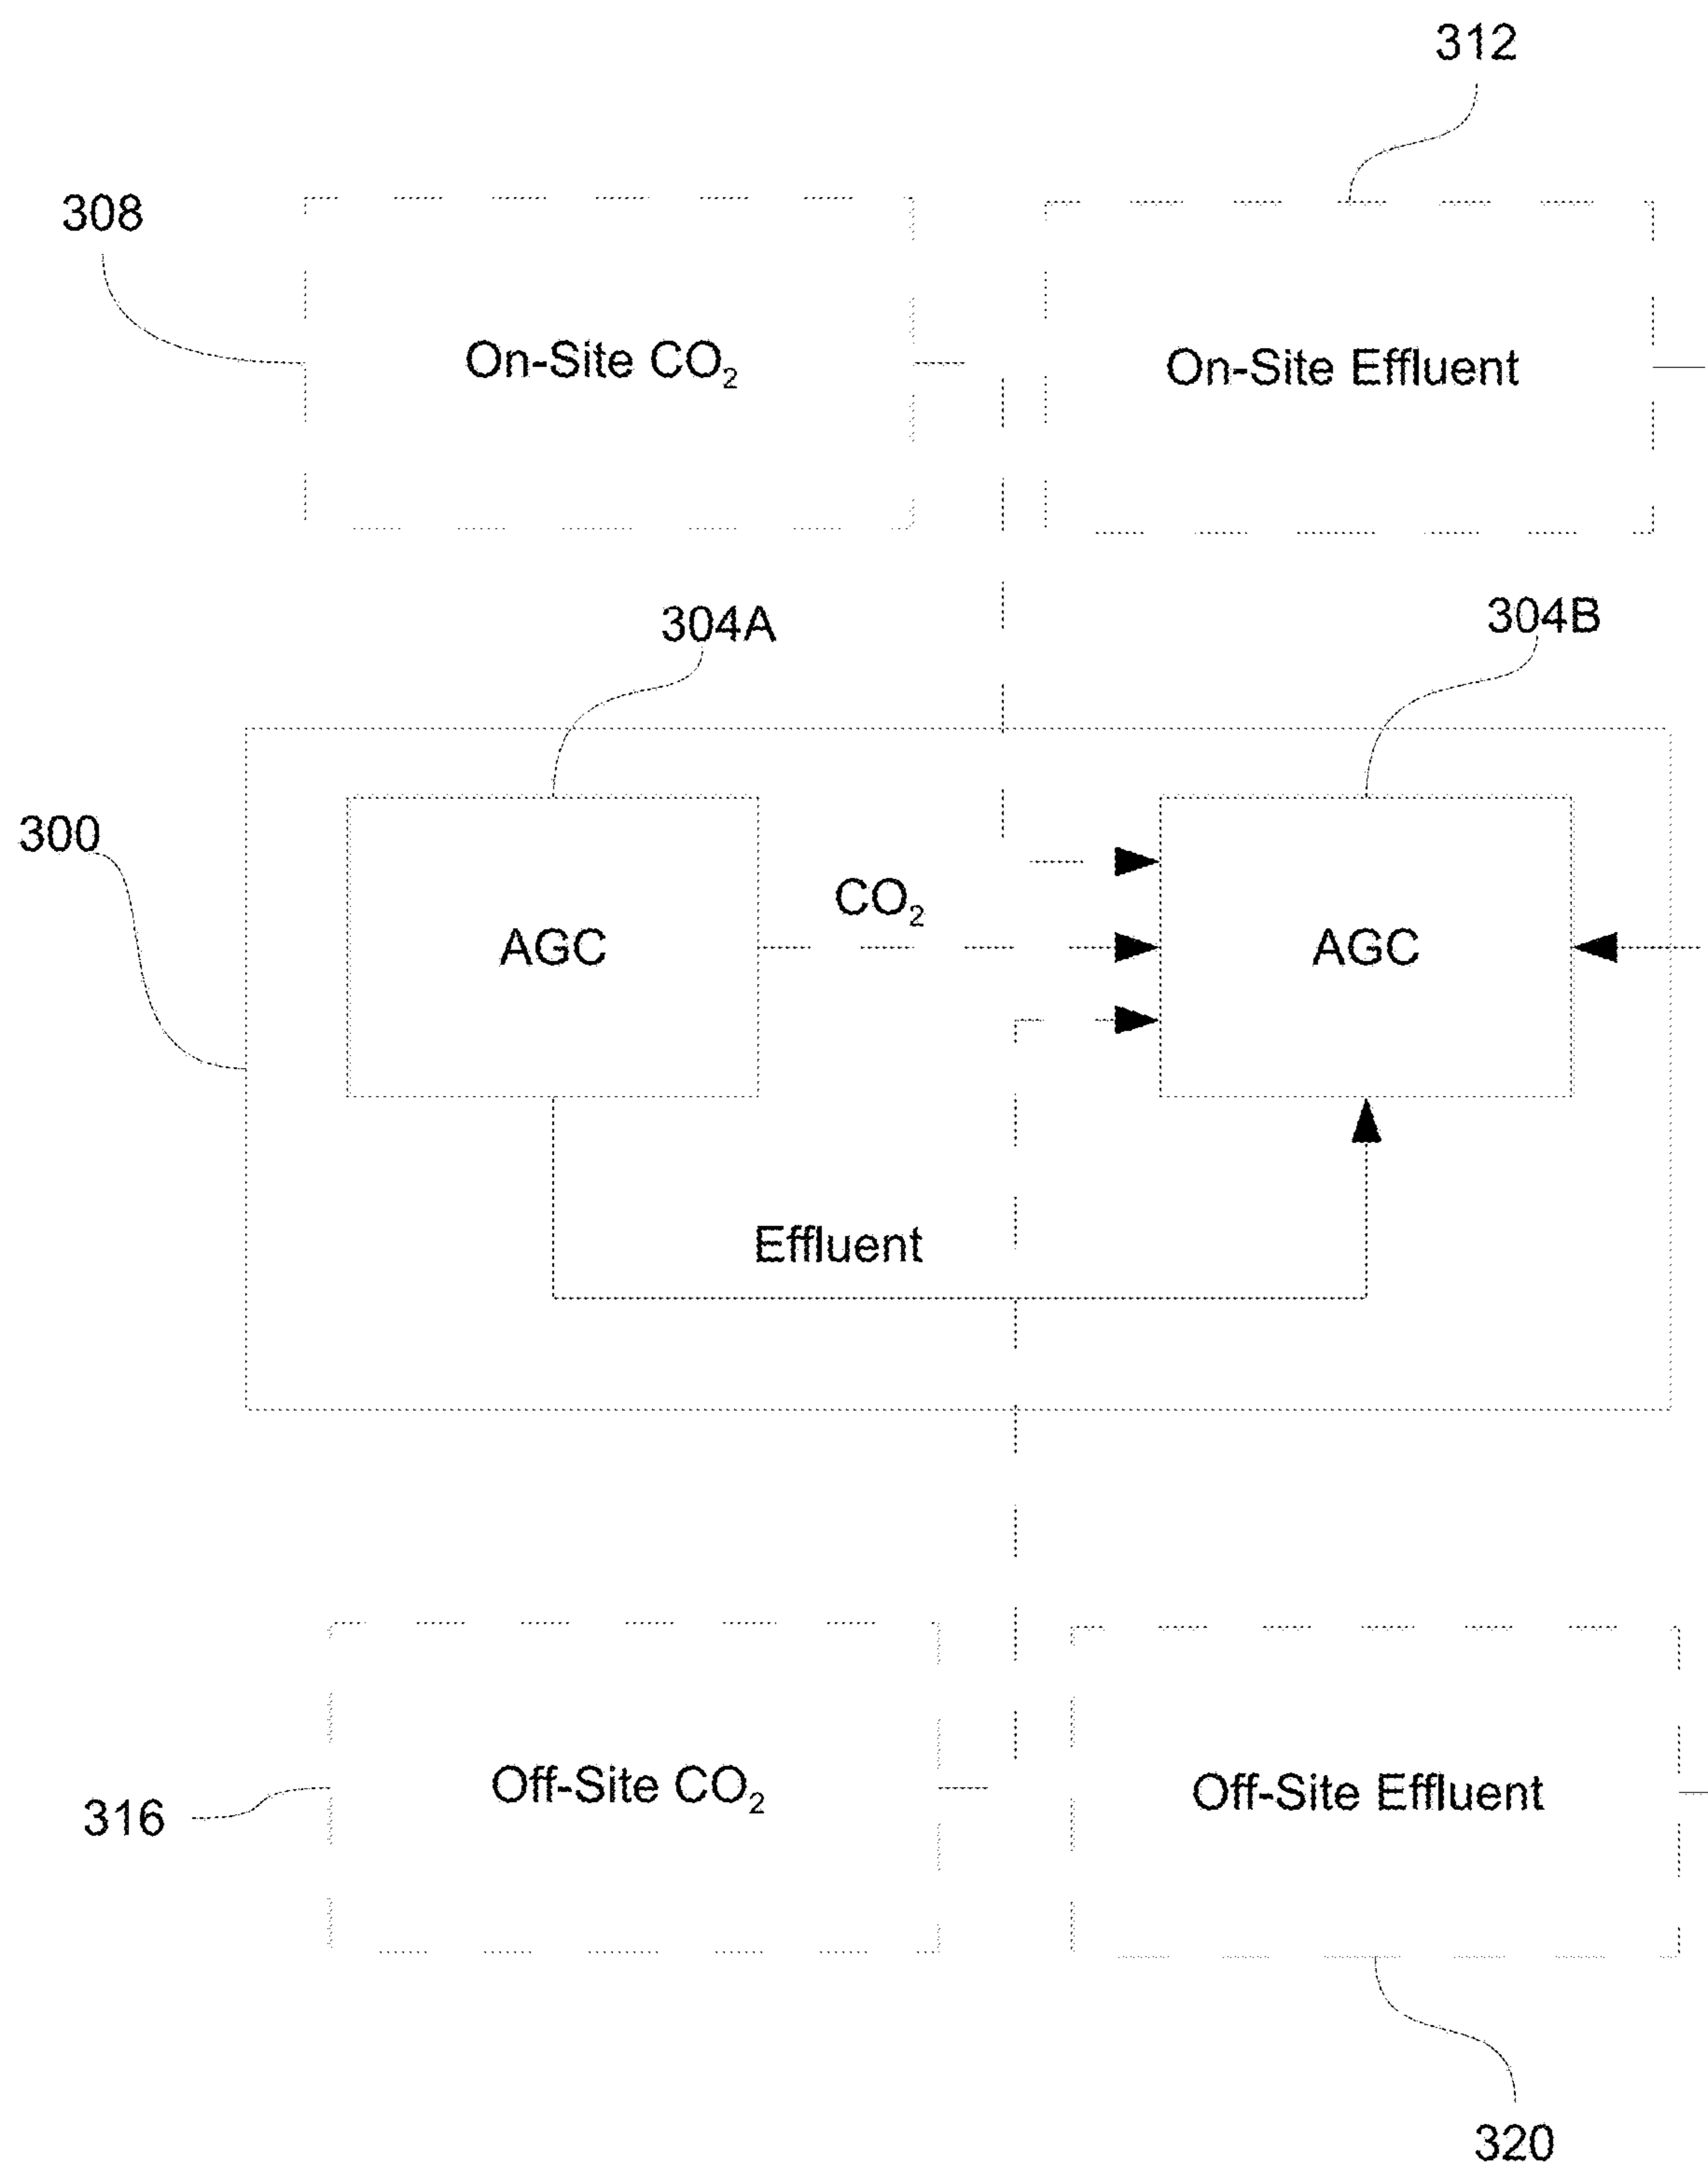 312
308
On-Site CO₂
On-Site Effluent
304A
304B
300
CO₂
AGC
AGC
Effluent
Off-Site CO₂
Off-Site Effluent
316
320